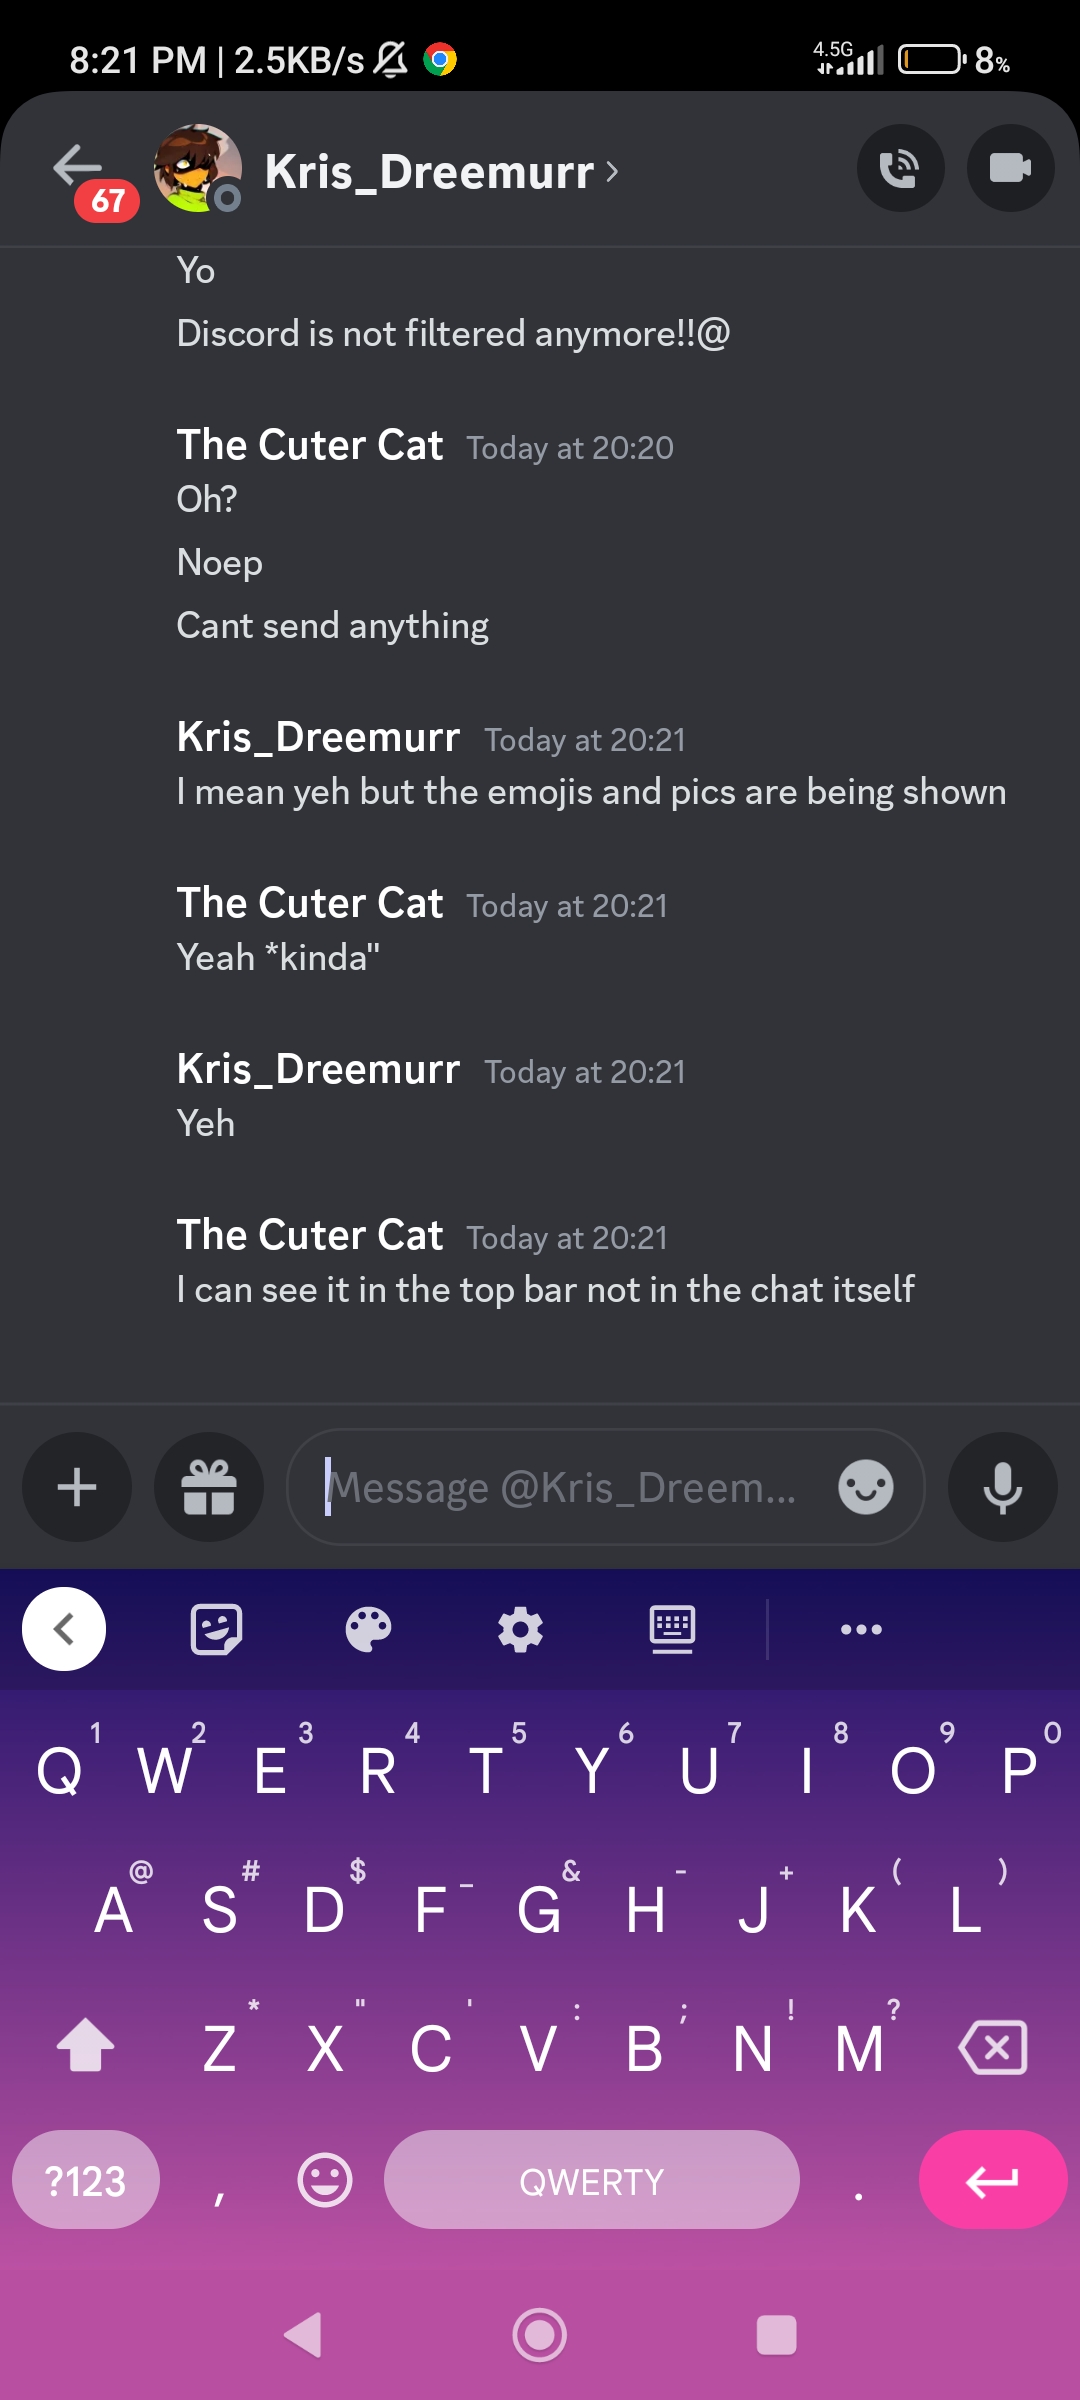 8:21 PM | 2.5KB/s 4.5G 8%
67 Kris_Dreemurr
Yo
Discord is not filtered anymore!!@
The Cuter Cat Today at 20:20
Oh?
Noep
Cant send anything
Kris_Dreemurr Today at 20:21
I mean yeh but the emojis and pics are being shown
The Cuter Cat Today at 20:21
Yeah *kinda"
Kris_Dreemurr Today at 20:21
Yeh
The Cuter Cat Today at 20:21
I can see it in the top bar not in the chat itself
Message @Kris_Dreem...
Q 1 W 2 E 3 R 4 T 5 Y 6 U 7 I 8 O 9 P 0
A @ S # D $ F _ G & H - J + K ( L )
Z * X " C ' V : B ; N ! M ?
?123 , QWERTY .